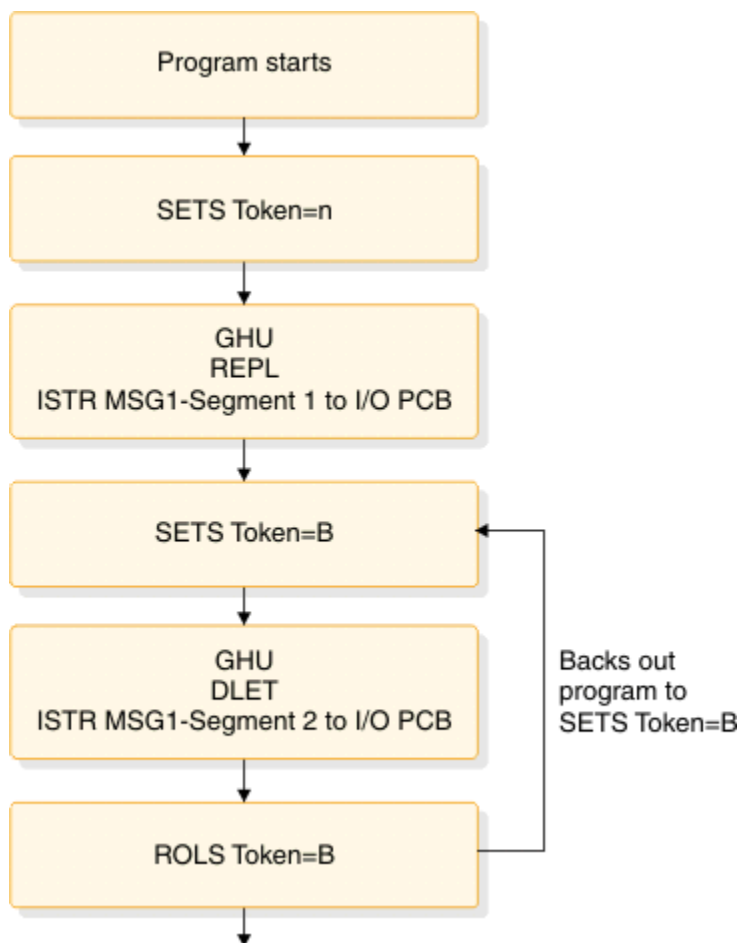 Program starts
SETS Token=n
GHU
REPL
ISTR MSG1-Segment 1 to I/O PCB
SETS Token=B
GHU
DLET
ISTR MSG1-Segment 2 to I/O PCB
Backs out
program to
SETS Token=B
ROLS Token=B